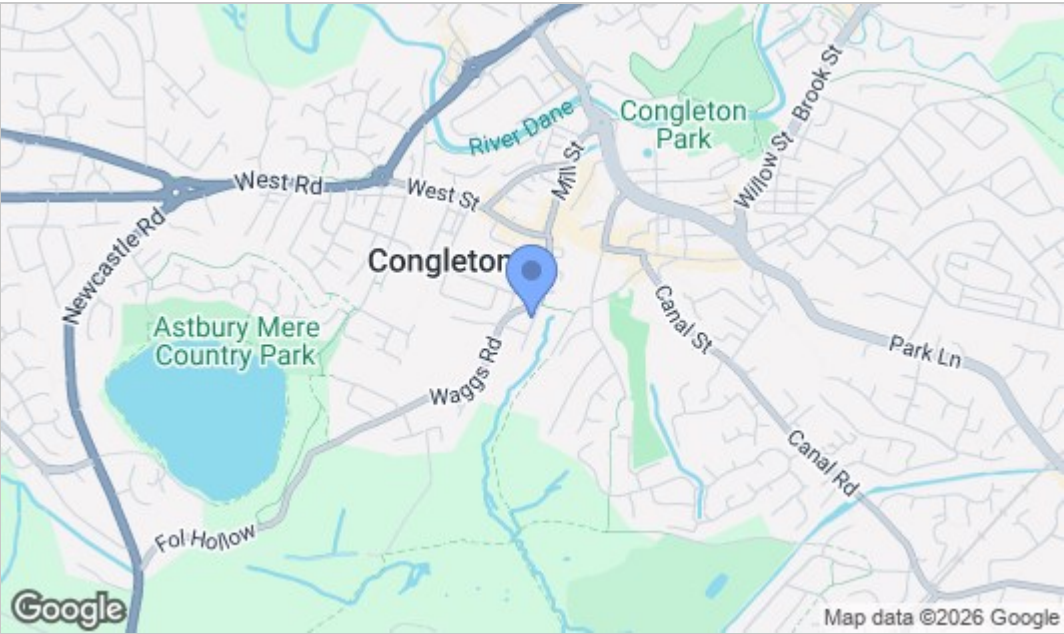 Congleton
Park
River Dane
Brook St
Mill St
Willow St
West Rd
West St
Newcastle Rd
Congleton
Canal St
Astbury Mere
Country Park
Park Ln
Waggs Rd
Canal Rd
Fol Hollow
Google
Map data ©2026 Google